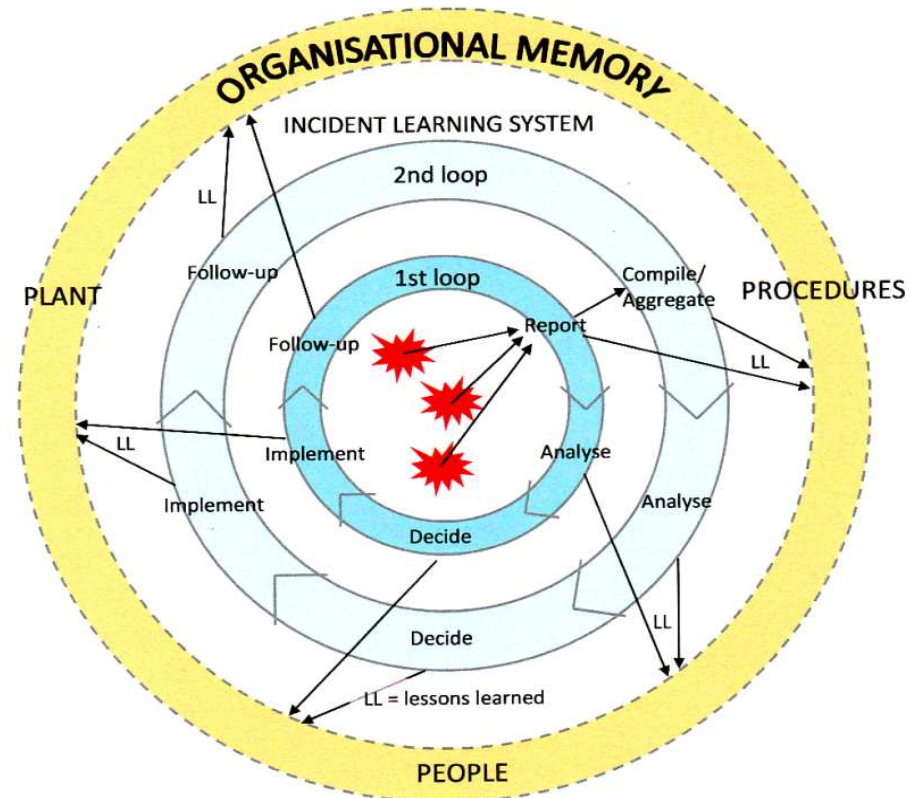 ORGANISATIONAL MEMORY
INCIDENT LEARNING SYSTEM
2nd loop
LL
Follow-up
1st loop
Compile/
Aggregate
PLANT
PROCEDURES
Report
Follow-up
LL
LL
Implement
Analyse
Implement
Analyse
Decide
LL
Decide
LL = lessons learned
PEOPLE